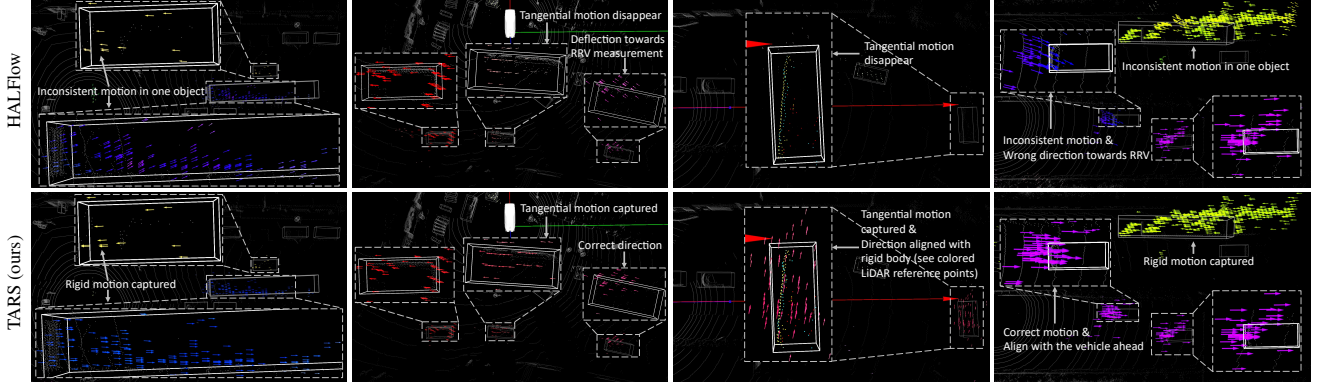 HALFlow
Inconsistent motion in one object
Tangential motion disappear
Deflection towards
RRV measurement
Tangential motion
disappear
Inconsistent motion in one object
Inconsistent motion &
Wrong direction towards RRV
TARS (ours)
Rigid motion captured
Tangential motion captured
Correct direction
Tangential motion
captured &
Direction aligned with
rigid body (see colored
LiDAR reference points)
Rigid motion captured
Correct motion &
Align with the vehicle ahead